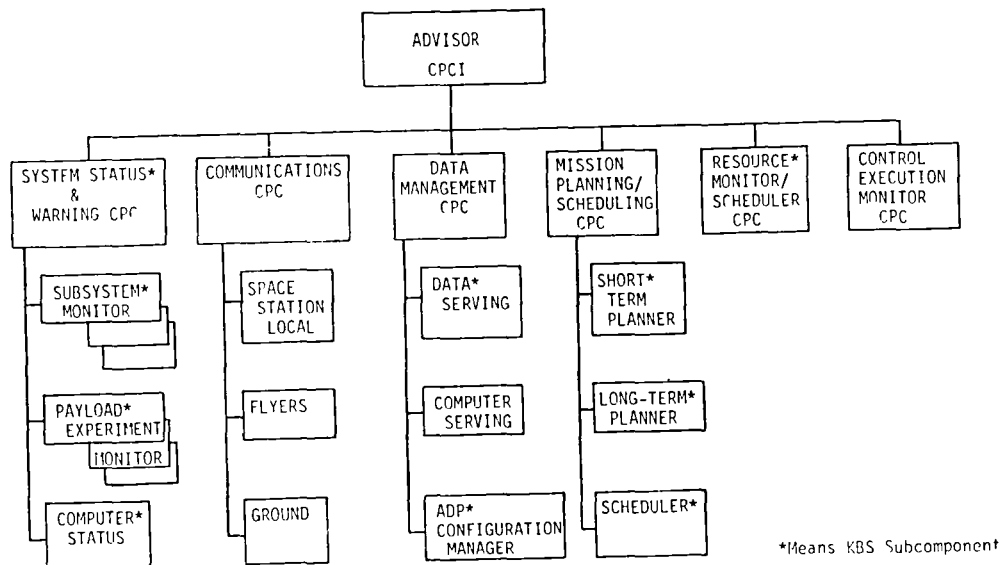 ADVISOR
CPCI
SYSTEM STATUS*
&
WARNING CPC
COMMUNICATIONS
CPC
DATA
MANAGEMENT
CPC
MISSION
PLANNING/
SCHEDULING
CPC
RESOURCE*
MONITOR/
SCHEDULER
CPC
CONTROL
EXECUTION
MONITOR
CPC
SUBSYSTEM*
MONITOR
PAYLOAD*
EXPERIMENT
MONITOR
COMPUTER*
STATUS
SPACE
STATION
LOCAL
FLYERS
GROUND
DATA*
SERVING
COMPUTER
SERVING
ADP*
CONFIGURATION
MANAGER
SHORT*
TERM
PLANNER
LONG-TERM*
PLANNER
SCHEDULER*
*Means KBS Subcomponent